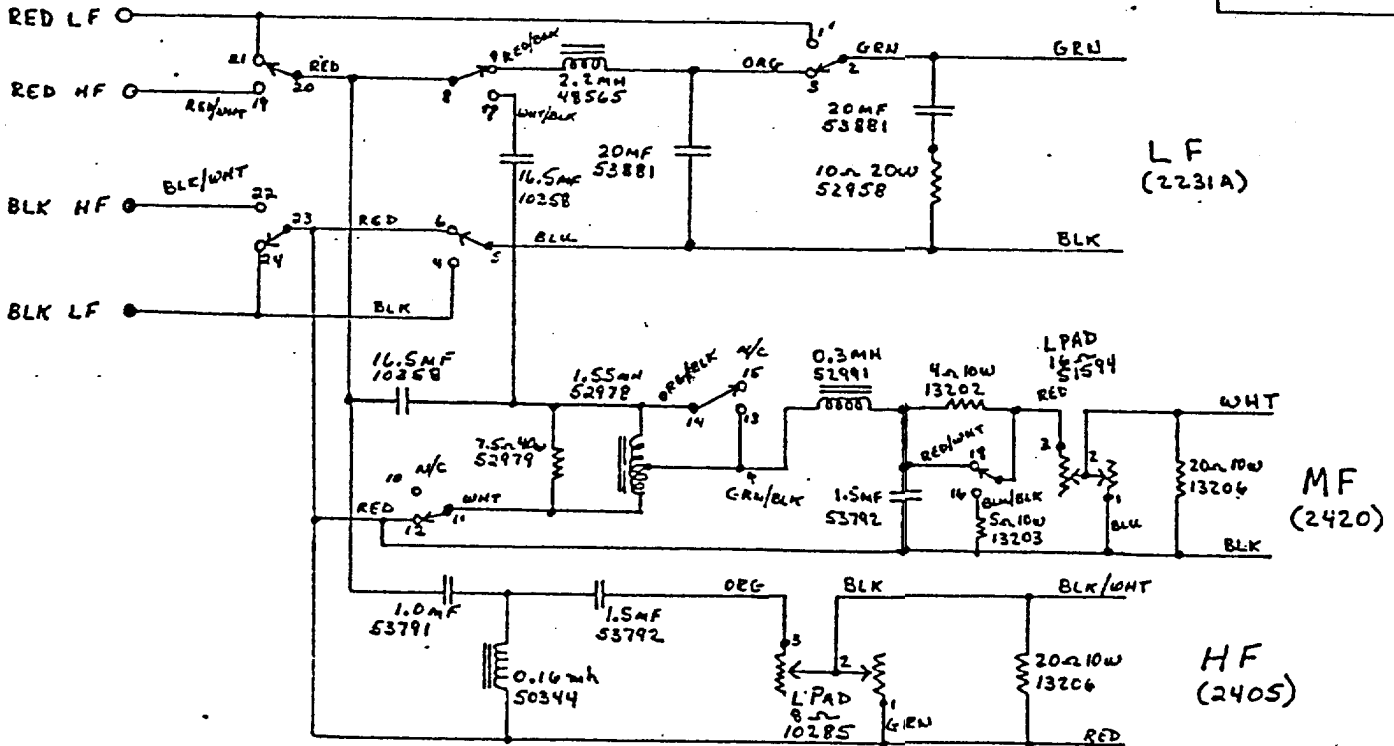 RED LF
21
RED
20
RED HF
RED/WHT
19
8
9
RED/BLK
2.2MH
48565
7
WHT/BLK
16.5MF
10258
ORG
1
3
2
GRN
GRN
20MF
53881
20MF
53881
10Ω 20W
52958
LF
(2231A)
BLK/WHT
BLK HF
22
23
RED
6
5
BLU
BLK
24
4
BLK LF
BLK
16.5MF
10258
1.55mH
52978
ORG/BLK
N/C
15
14
13
0.3MH
52991
4Ω 10W
13202
LPAD
16Ω
51594
RED
WHT
7.5Ω 40W
52979
GRN/BLK
RED/WHT
18
16
BLU/BLK
5Ω 10W
13203
1.5MF
53792
3
2
1
BLU
20Ω 10W
13206
MF
(2420)
BLK
10
N/C
RED
12
11
WHT
1.0MF
53791
1.5MF
53792
ORG
BLK
BLK/WHT
0.16mh
50344
3
2
1
LPAD
8Ω
10285
GRN
20Ω 10W
13206
HF
(2405)
RED